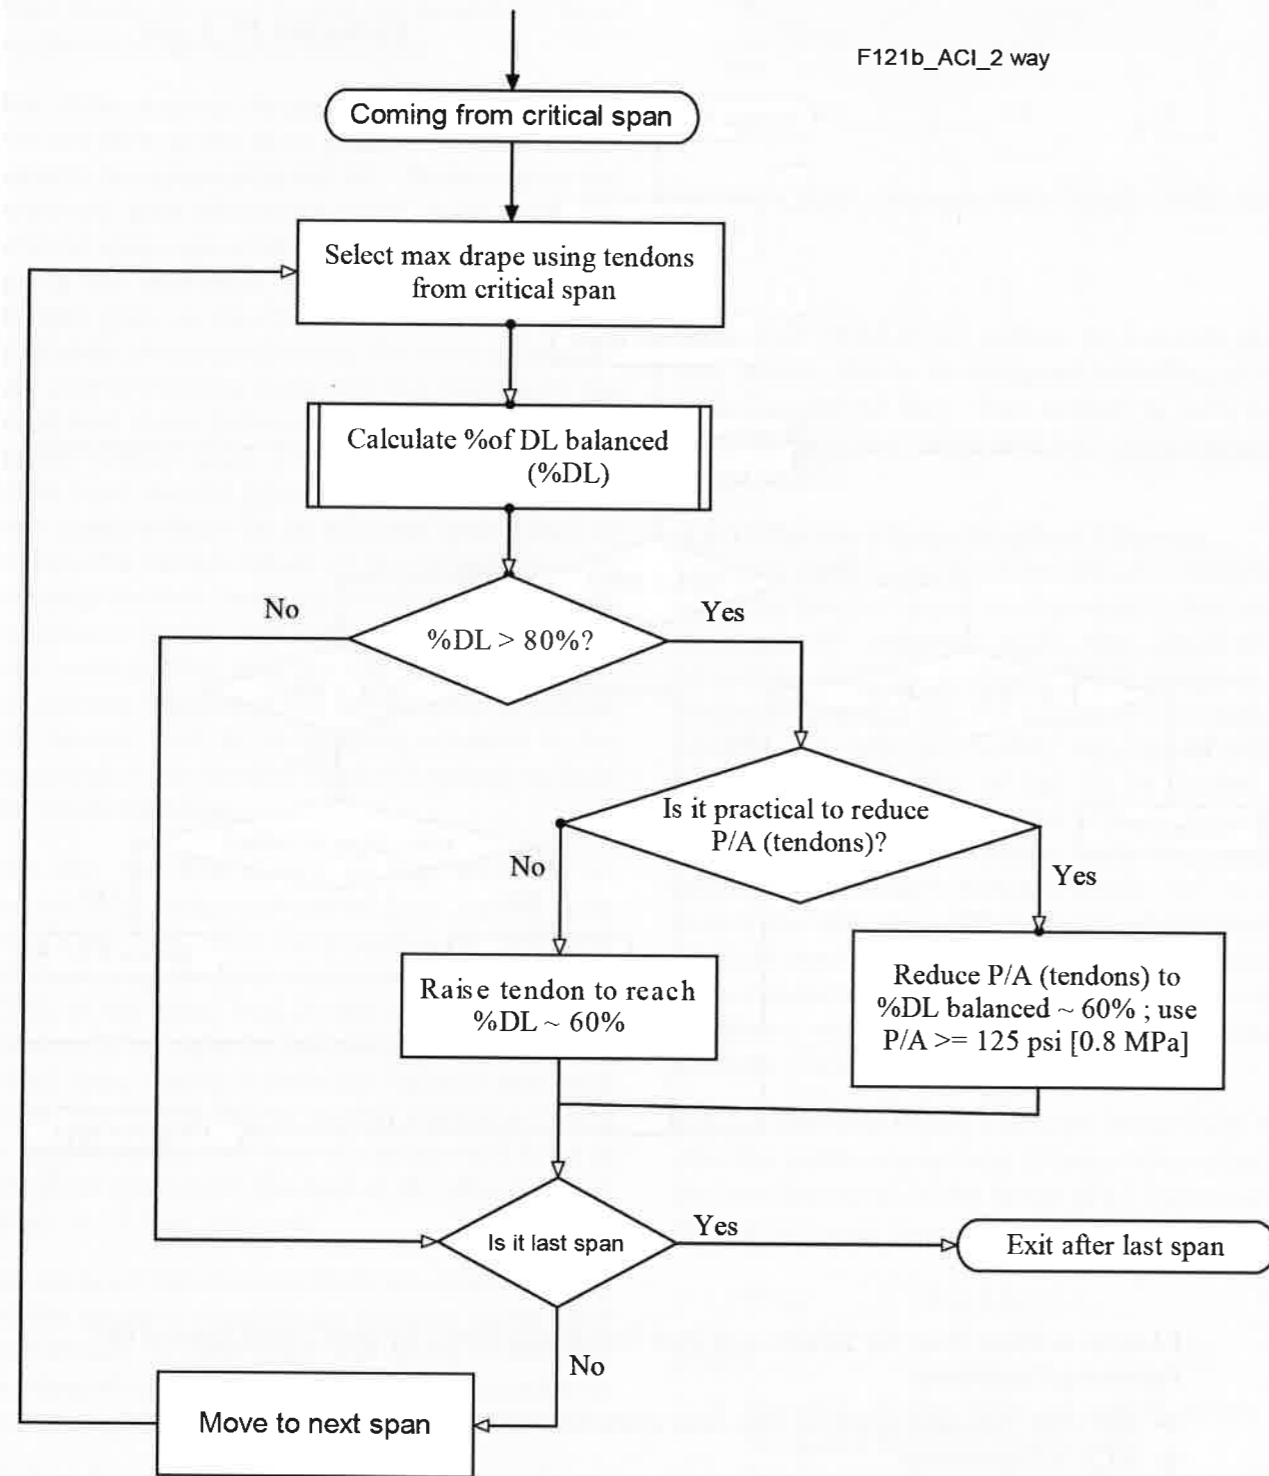 F121b_ACI_2 way
Coming from critical span
Select max drape using tendons
from critical span
Calculate %of DL balanced
(%DL)
No
Yes
%DL > 80%?
Is it practical to reduce
P/A (tendons)?
No
Yes
Raise tendon to reach
%DL ~ 60%
Reduce P/A (tendons) to
%DL balanced ~ 60% ; use
P/A >= 125 psi [0.8 MPa]
Is it last span
Yes
Exit after last span
No
Move to next span